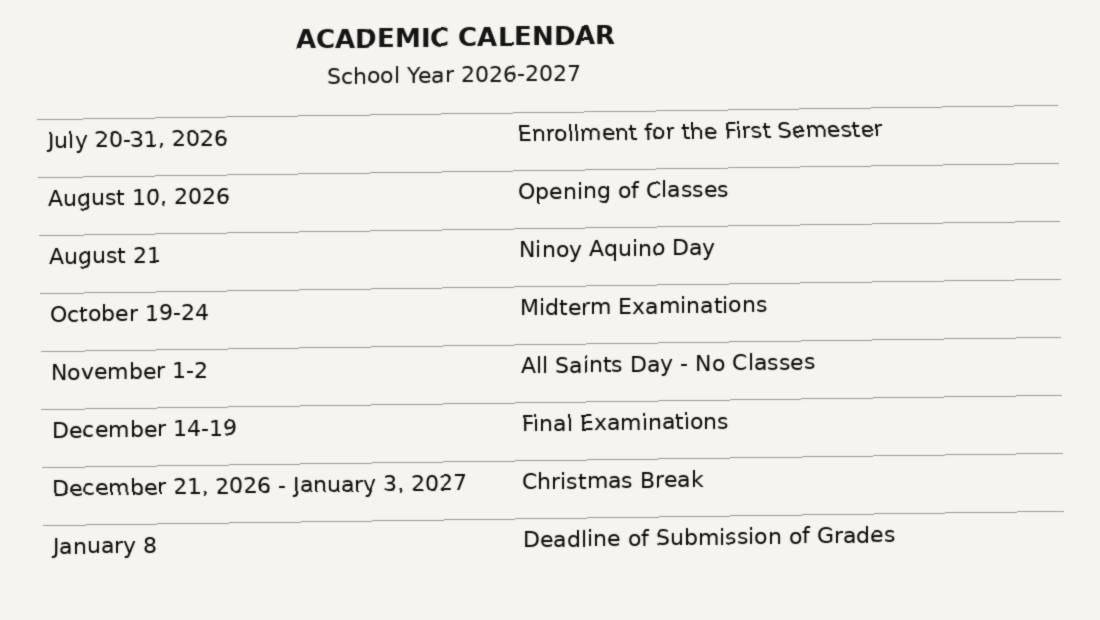 ACADEMIC CALENDAR
School Year 2026-2027
July 20-31, 2026 Enrollment for the First Semester
August 10, 2026 Opening of Classes
August 21 Ninoy Aquino Day
October 19-24 Midterm Examinations
November 1-2 All Saints Day - No Classes
December 14-19 Final Examinations
December 21, 2026 - January 3, 2027 Christmas Break
January 8 Deadline of Submission of Grades